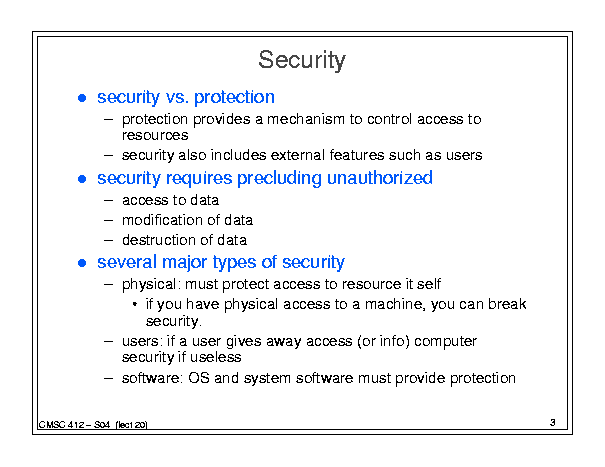 Security
● security vs. protection
– protection provides a mechanism to control access to
resources
– security also includes external features such as users
● security requires precluding unauthorized
– access to data
– modification of data
– destruction of data
● several major types of security
– physical: must protect access to resource it self
• if you have physical access to a machine, you can break
security.
– users: if a user gives away access (or info) computer
security if useless
– software: OS and system software must provide protection
CMSC 412 – S04 (lect 20)
3